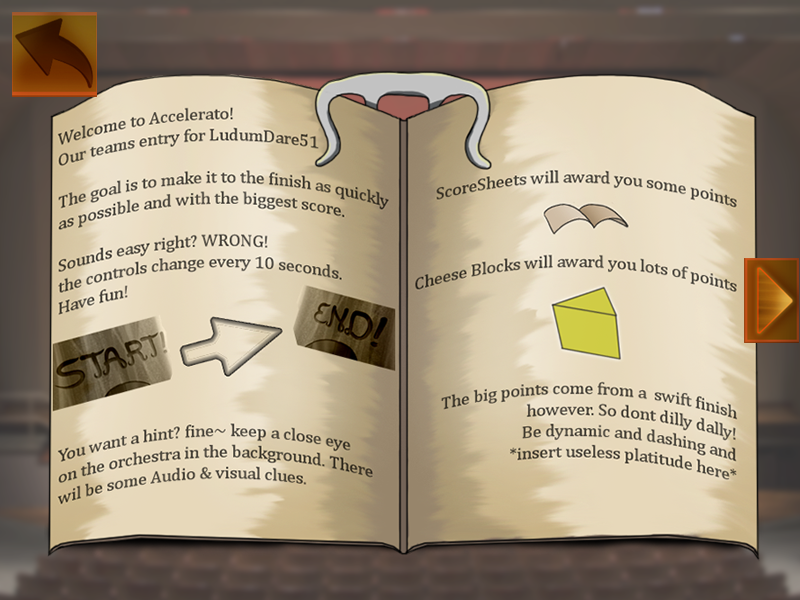 Welcome to Accelerato!
Our teams entry for LudumDare51
The goal is to make it to the finish as quickly
as possible and with the biggest score.
Sounds easy right? WRONG!
the controls change every 10 seconds.
Have fun!
START!
END!
You want a hint? fine~ keep a close eye
on the orchestra in the background. There
wil be some Audio & visual clues.
ScoreSheets will award you some points
Cheese Blocks will award you lots of points
The big points come from a swift finish
however. So dont dilly dally!
Be dynamic and dashing and
*insert useless platitude here*